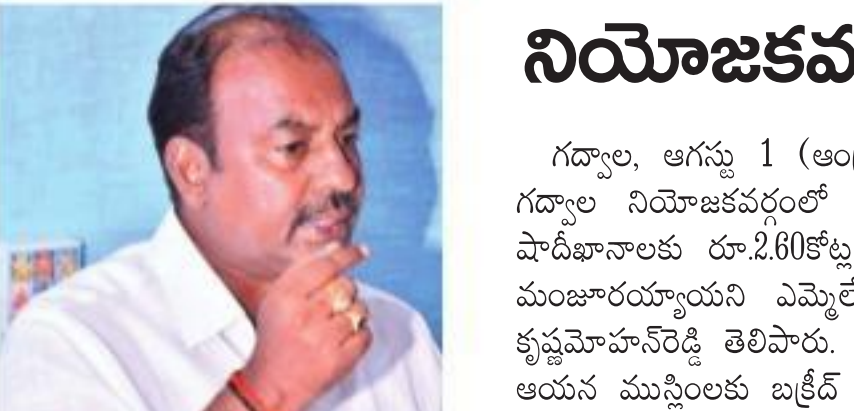 నియోజకవ
గద్వాల, ఆగస్టు 1 (ఆం
గద్వాల నియోజకవర్గంలో
షాదీఖానాలకు రూ.2.60కోట్ల
మంజూరయ్యాయని ఎమ్మెల్
కృష్ణమోహన్‌రెడ్డి తెలిపారు.
ఆయన ముస్లింలకు బక్రీద్